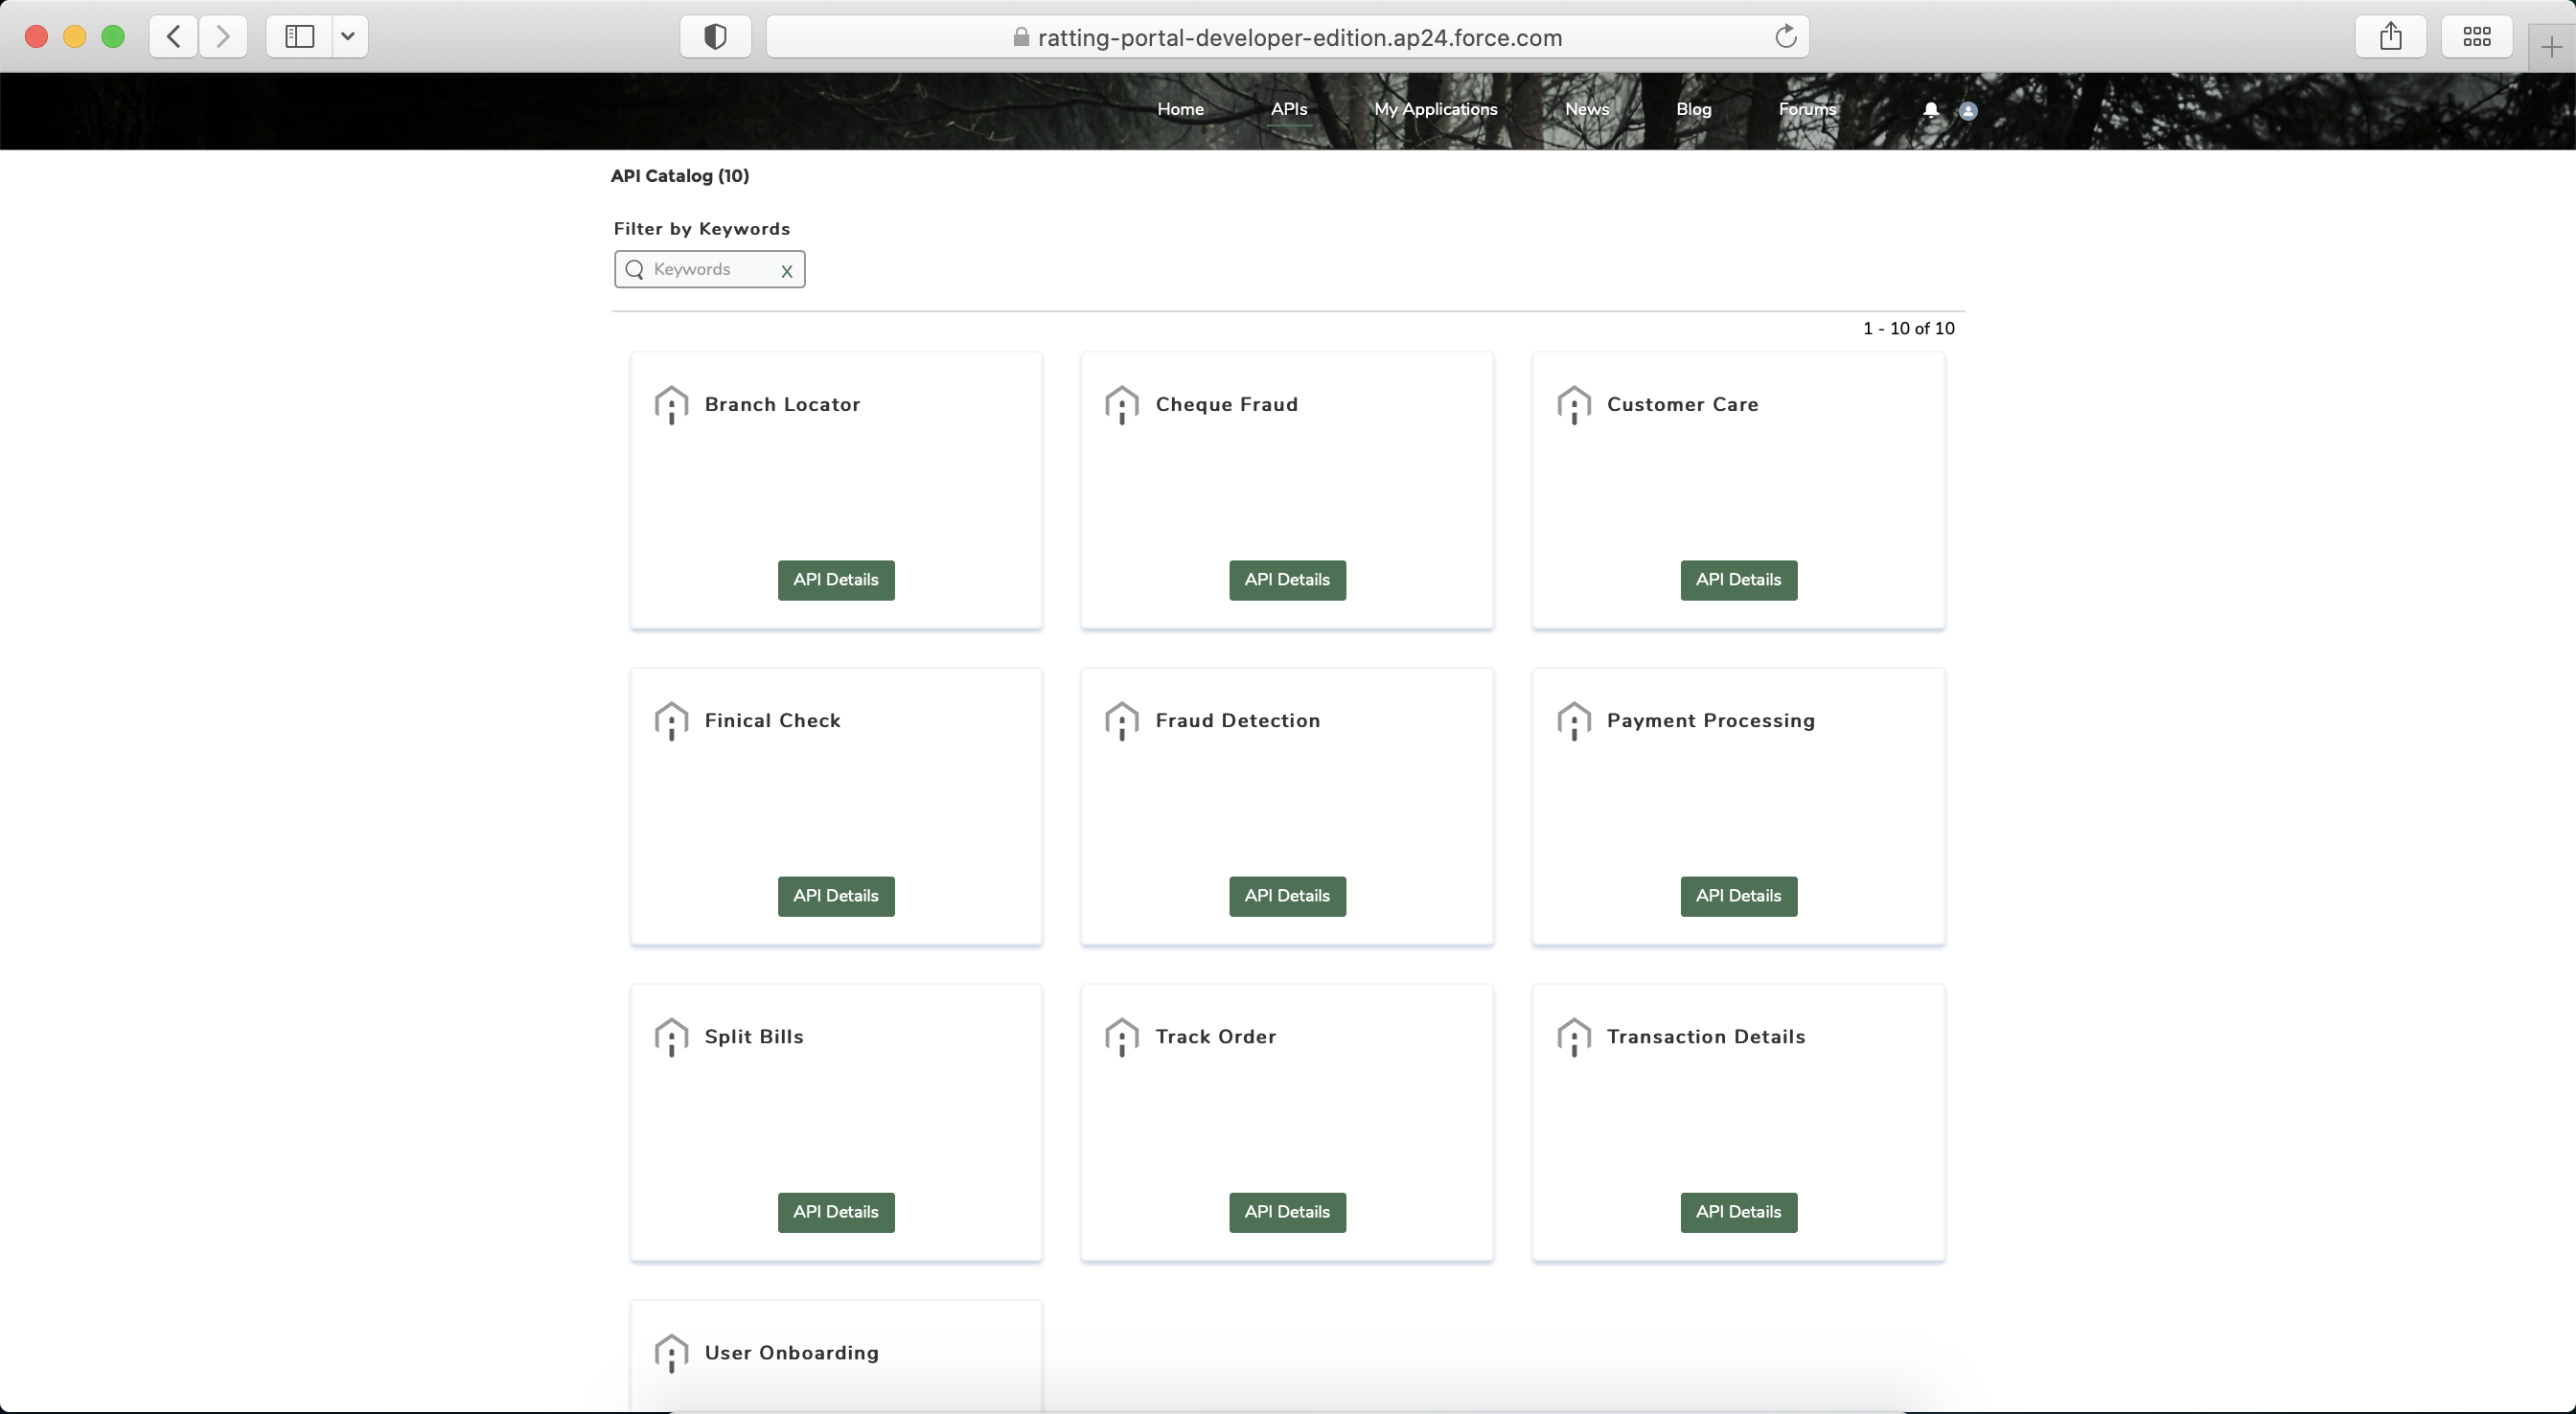 ratting-portal-developer-edition.ap24.force.com
Home APIs My Applications News Blog Forums
API Catalog (10)
Filter by Keywords
Keywords X
1 - 10 of 10
Branch Locator Cheque Fraud Customer Care
API Details API Details API Details
Finical Check Fraud Detection Payment Processing
API Details API Details API Details
Split Bills Track Order Transaction Details
API Details API Details API Details
User Onboarding